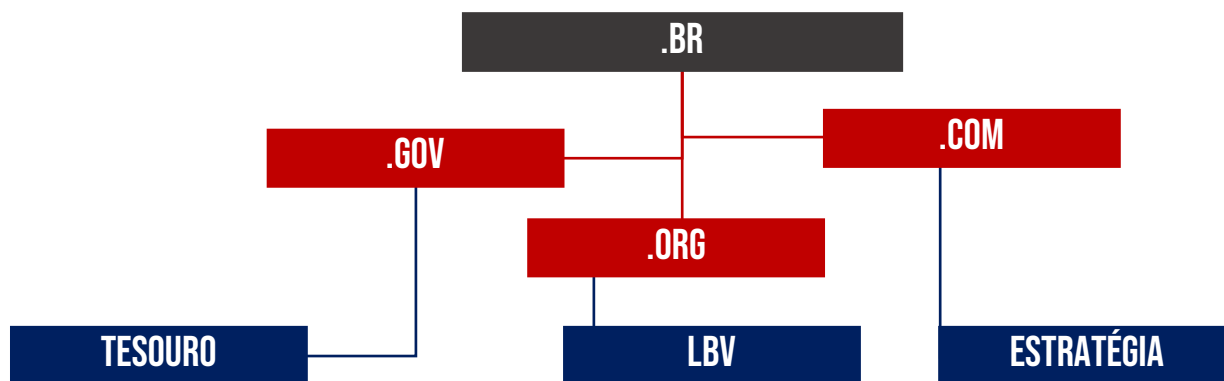 .BR
.GOV
.COM
.ORG
TESOURO
LBV
ESTRATÉGIA